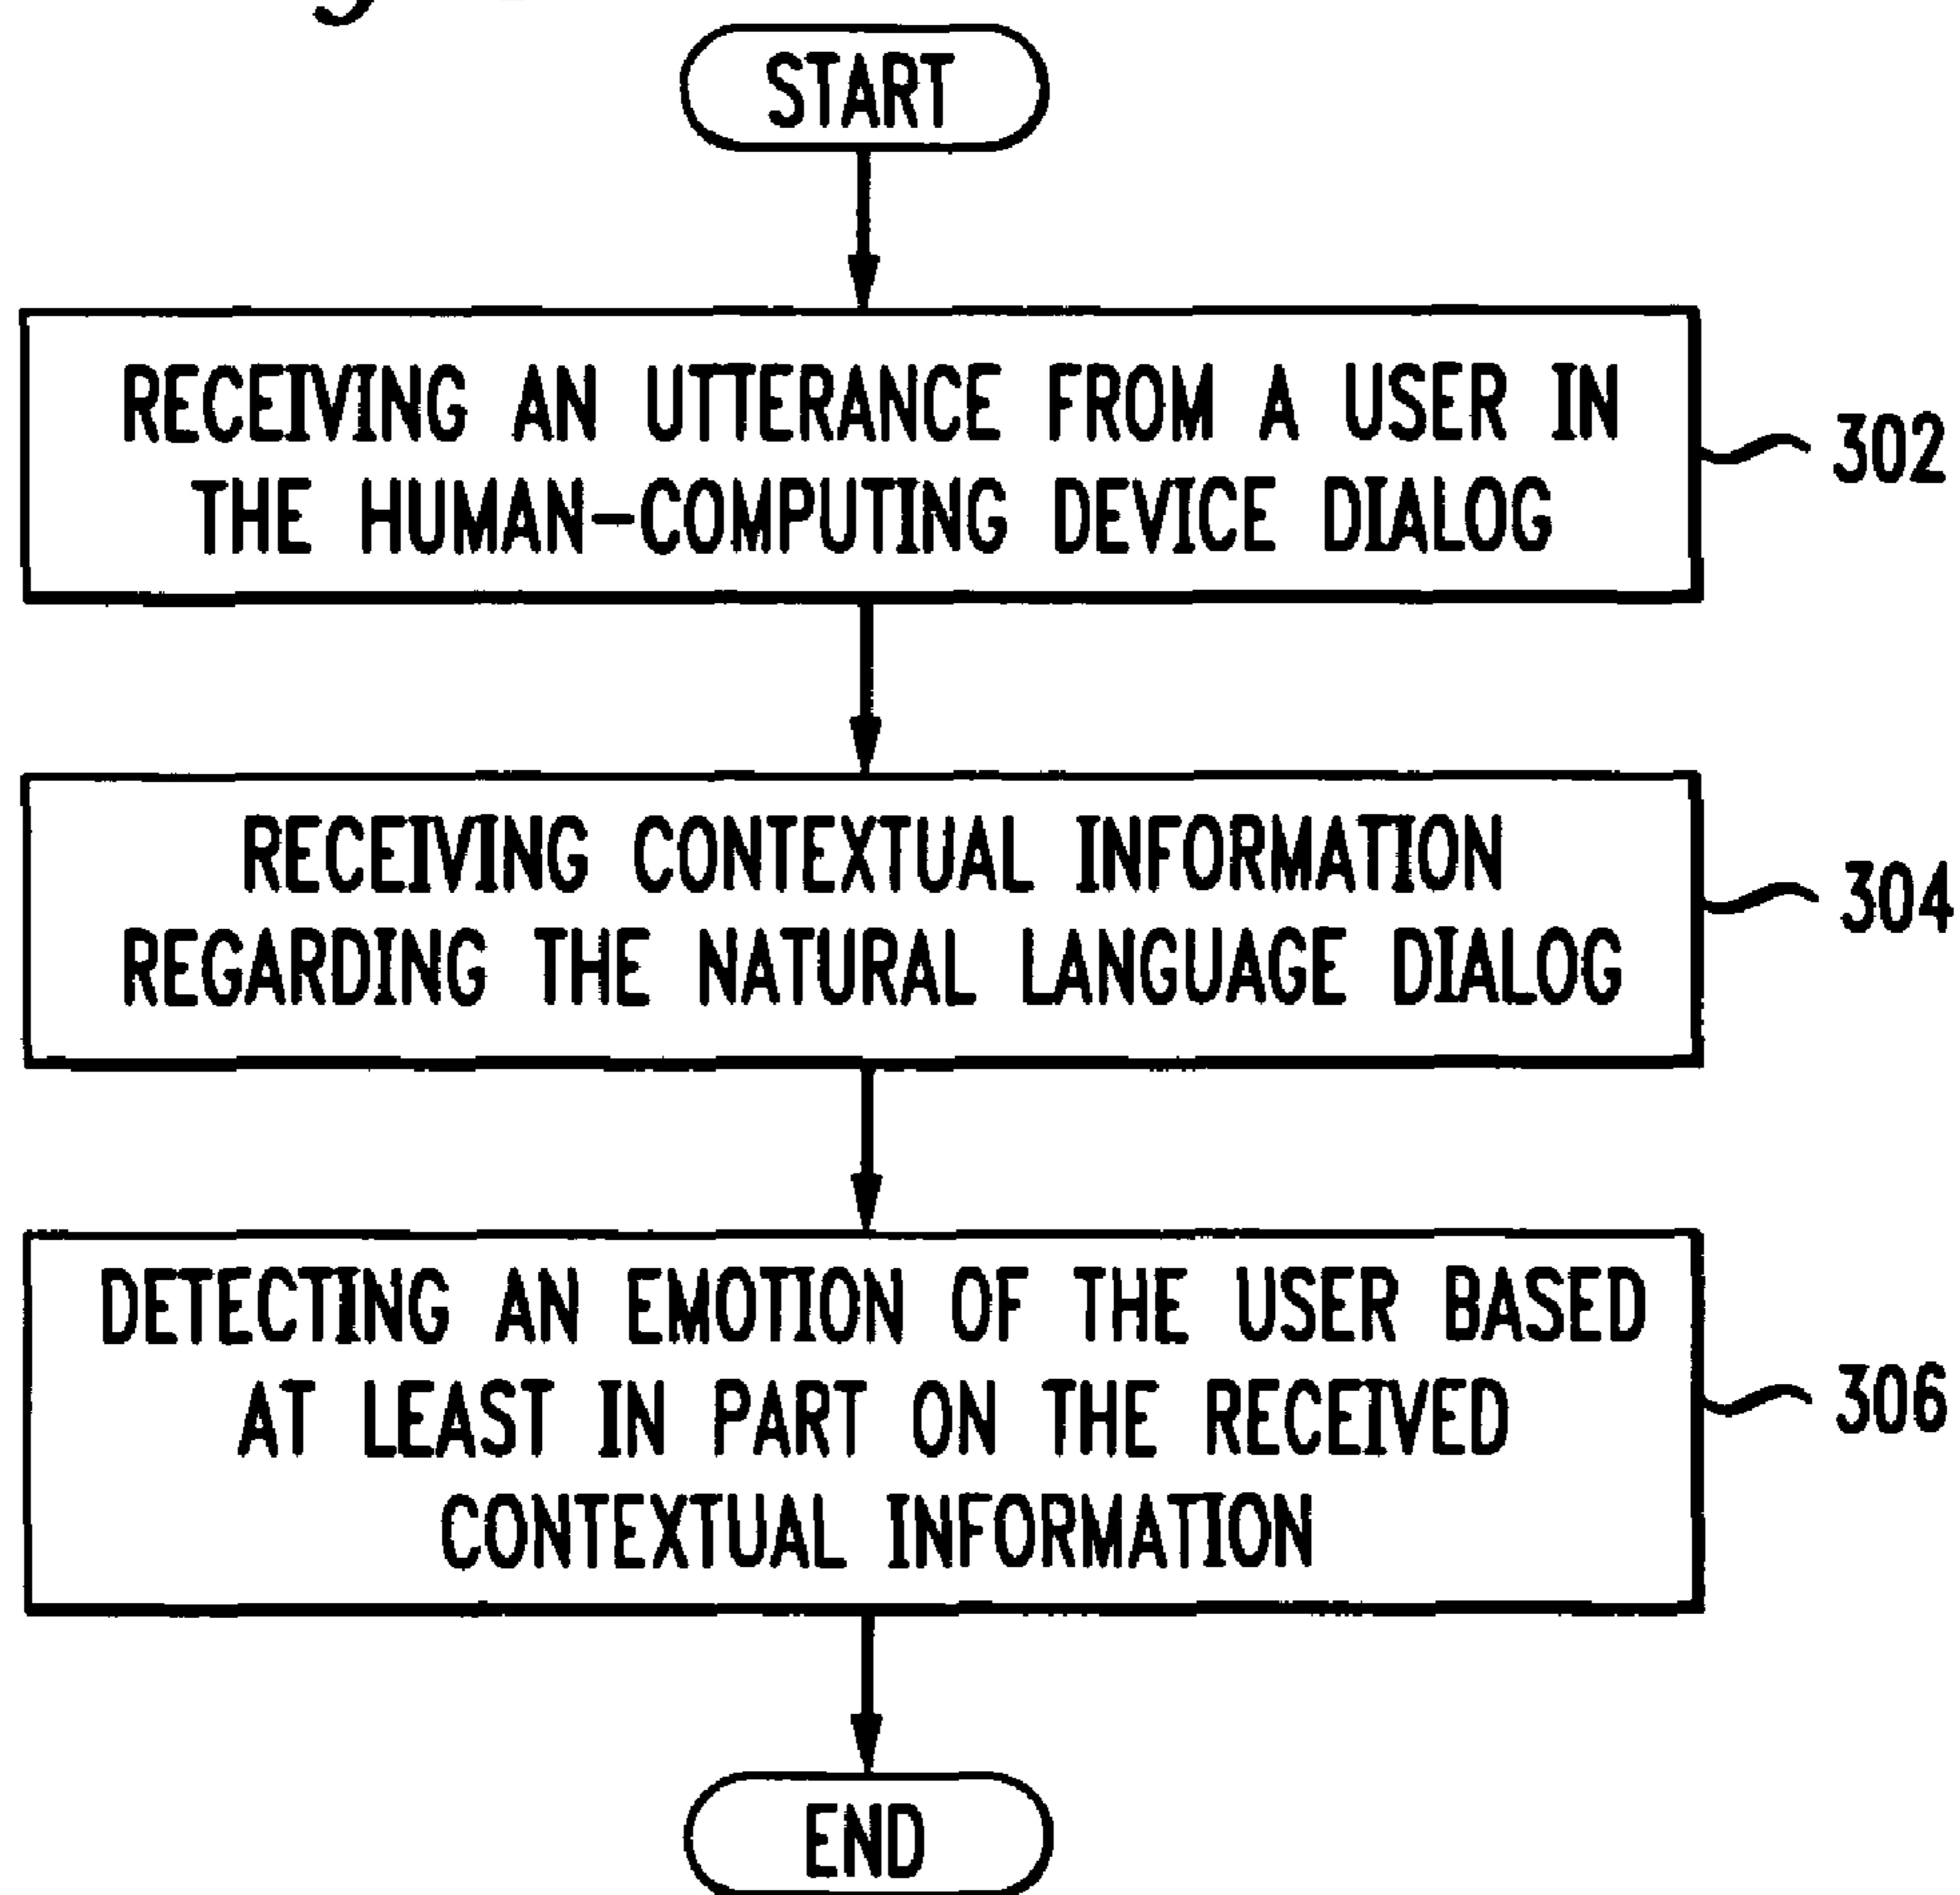 START
RECEIVING AN UTTERANCE FROM A USER IN
THE HUMAN-COMPUTING DEVICE DIALOG
302
RECEIVING CONTEXTUAL INFORMATION
REGARDING THE NATURAL LANGUAGE DIALOG
304
DETECTING AN EMOTION OF THE USER BASED
AT LEAST IN PART ON THE RECEIVED
CONTEXTUAL INFORMATION
306
END